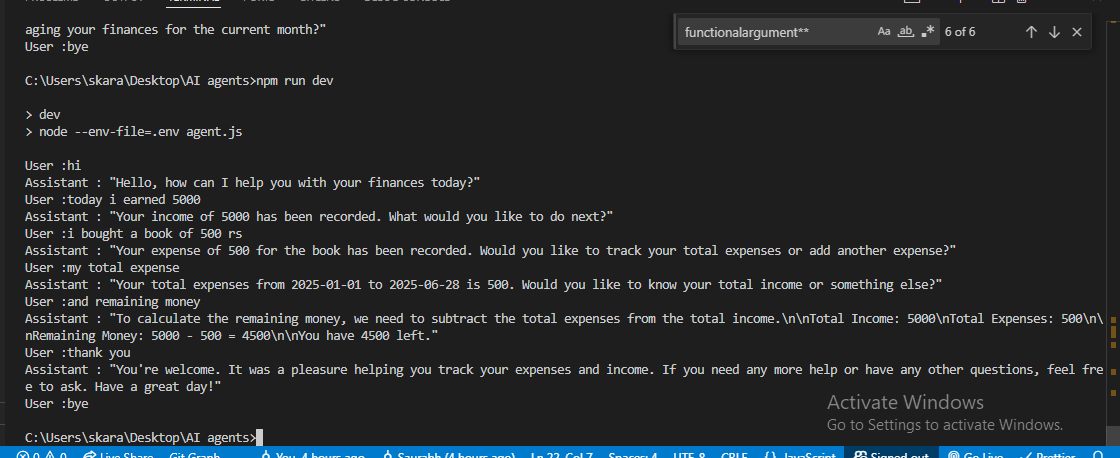 aging your finances for the current month?"
User :bye
functionalargument**
Aa
ab
.*
6 of 6
C:\Users\skara\Desktop\AI agents>npm run dev
> dev
> node --env-file=.env agent.js
User :hi
Assistant : "Hello, how can I help you with your finances today?"
User :today i earned 5000
Assistant : "Your income of 5000 has been recorded. What would you like to do next?"
User :i bought a book of 500 rs
Assistant : "Your expense of 500 for the book has been recorded. Would you like to track your total expenses or add another expense?"
User :my total expense
Assistant : "Your total expenses from 2025-01-01 to 2025-06-28 is 500. Would you like to know your total income or something else?"
User :and remaining money
Assistant : "To calculate the remaining money, we need to subtract the total expenses from the total income.\n\nTotal Income: 5000\nTotal Expenses: 500\n\
nRemaining Money: 5000 - 500 = 4500\n\nYou have 4500 left."
User :thank you
Assistant : "You're welcome. It was a pleasure helping you track your expenses and income. If you need any more help or have any other questions, feel fre
e to ask. Have a great day!"
User :bye
Activate Windows
Go to Settings to activate Windows.
C:\Users\skara\Desktop\AI agents>
0 0 Live Share Git Graph You, 4 hours ago Saurabh (4 hours ago) Ln 22, Col 7 Spaces: 4 UTF-8 CRLF {} JavaScript Signed out Go Live Prettier